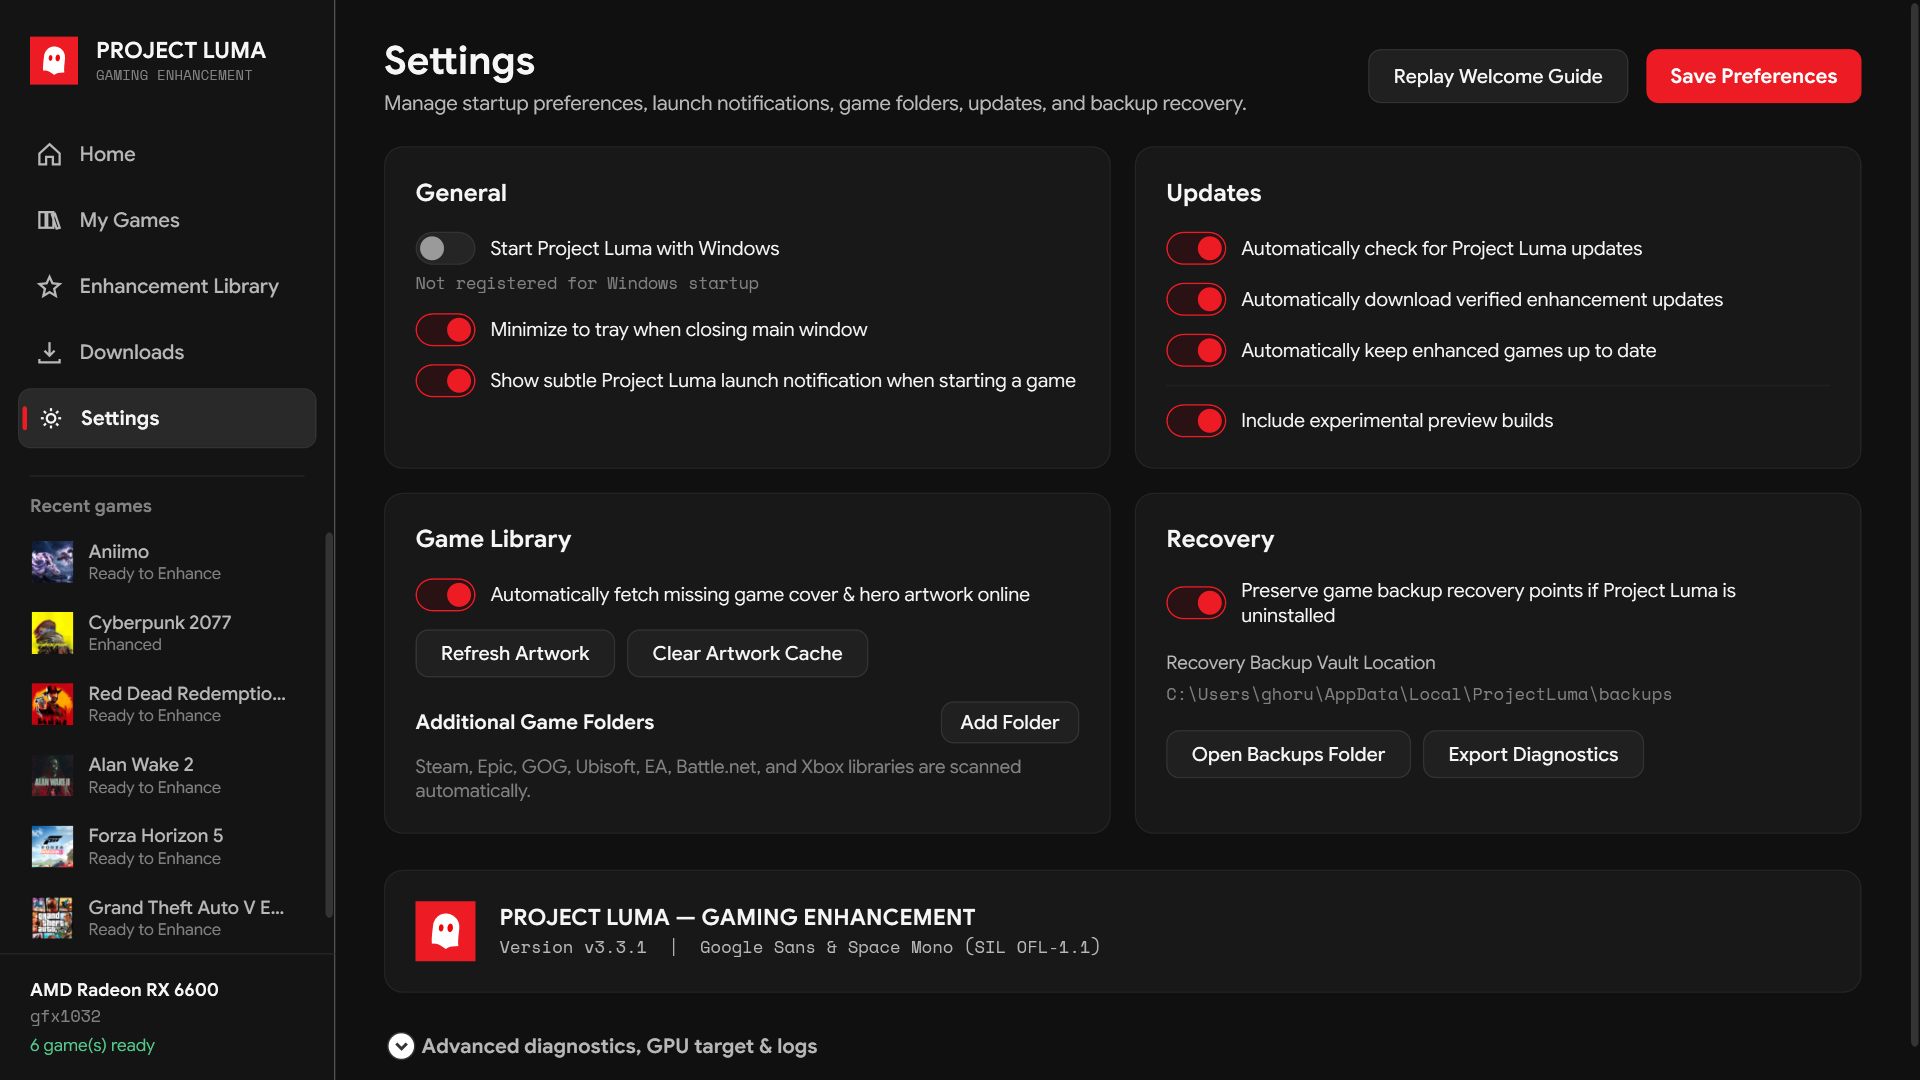 PROJECT LUMA
GAMING ENHANCEMENT
Home
My Games
Enhancement Library
Downloads
Settings
Recent games
Aniimo
Ready to Enhance
Cyberpunk 2077
Enhanced
Red Dead Redemptio...
Ready to Enhance
Alan Wake 2
Ready to Enhance
Forza Horizon 5
Ready to Enhance
Grand Theft Auto V E...
Ready to Enhance
AMD Radeon RX 6600
gfx1032
6 game(s) ready
Settings
Manage startup preferences, launch notifications, game folders, updates, and backup recovery.
Replay Welcome Guide
Save Preferences
General
Start Project Luma with Windows
Not registered for Windows startup
Minimize to tray when closing main window
Show subtle Project Luma launch notification when starting a game
Updates
Automatically check for Project Luma updates
Automatically download verified enhancement updates
Automatically keep enhanced games up to date
Include experimental preview builds
Game Library
Automatically fetch missing game cover & hero artwork online
Refresh Artwork
Clear Artwork Cache
Additional Game Folders
Add Folder
Steam, Epic, GOG, Ubisoft, EA, Battle.net, and Xbox libraries are scanned
automatically.
Recovery
Preserve game backup recovery points if Project Luma is
uninstalled
Recovery Backup Vault Location
C:\Users\ghoru\AppData\Local\ProjectLuma\backups
Open Backups Folder
Export Diagnostics
PROJECT LUMA — GAMING ENHANCEMENT
Version v3.3.1 | Google Sans & Space Mono (SIL OFL-1.1)
Advanced diagnostics, GPU target & logs